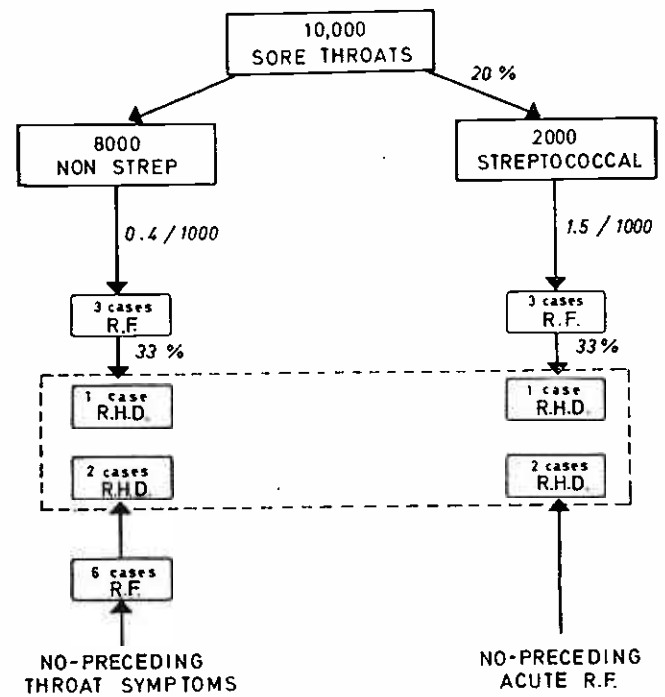 10,000
SORE THROATS
20 %
8000
NON STREP
2000
STREPTOCOCCAL
0.4 / 1000
1.5 / 1000
3 cases
R.F.
3 cases
R.F.
33 %
33 %
1 case
R.H.D.
1 case
R.H.D.
2 cases
R.H.D.
2 cases
R.H.D.
6 cases
R.F.
NO-PRECEDING
THROAT SYMPTOMS
NO-PRECEDING
ACUTE R.F.